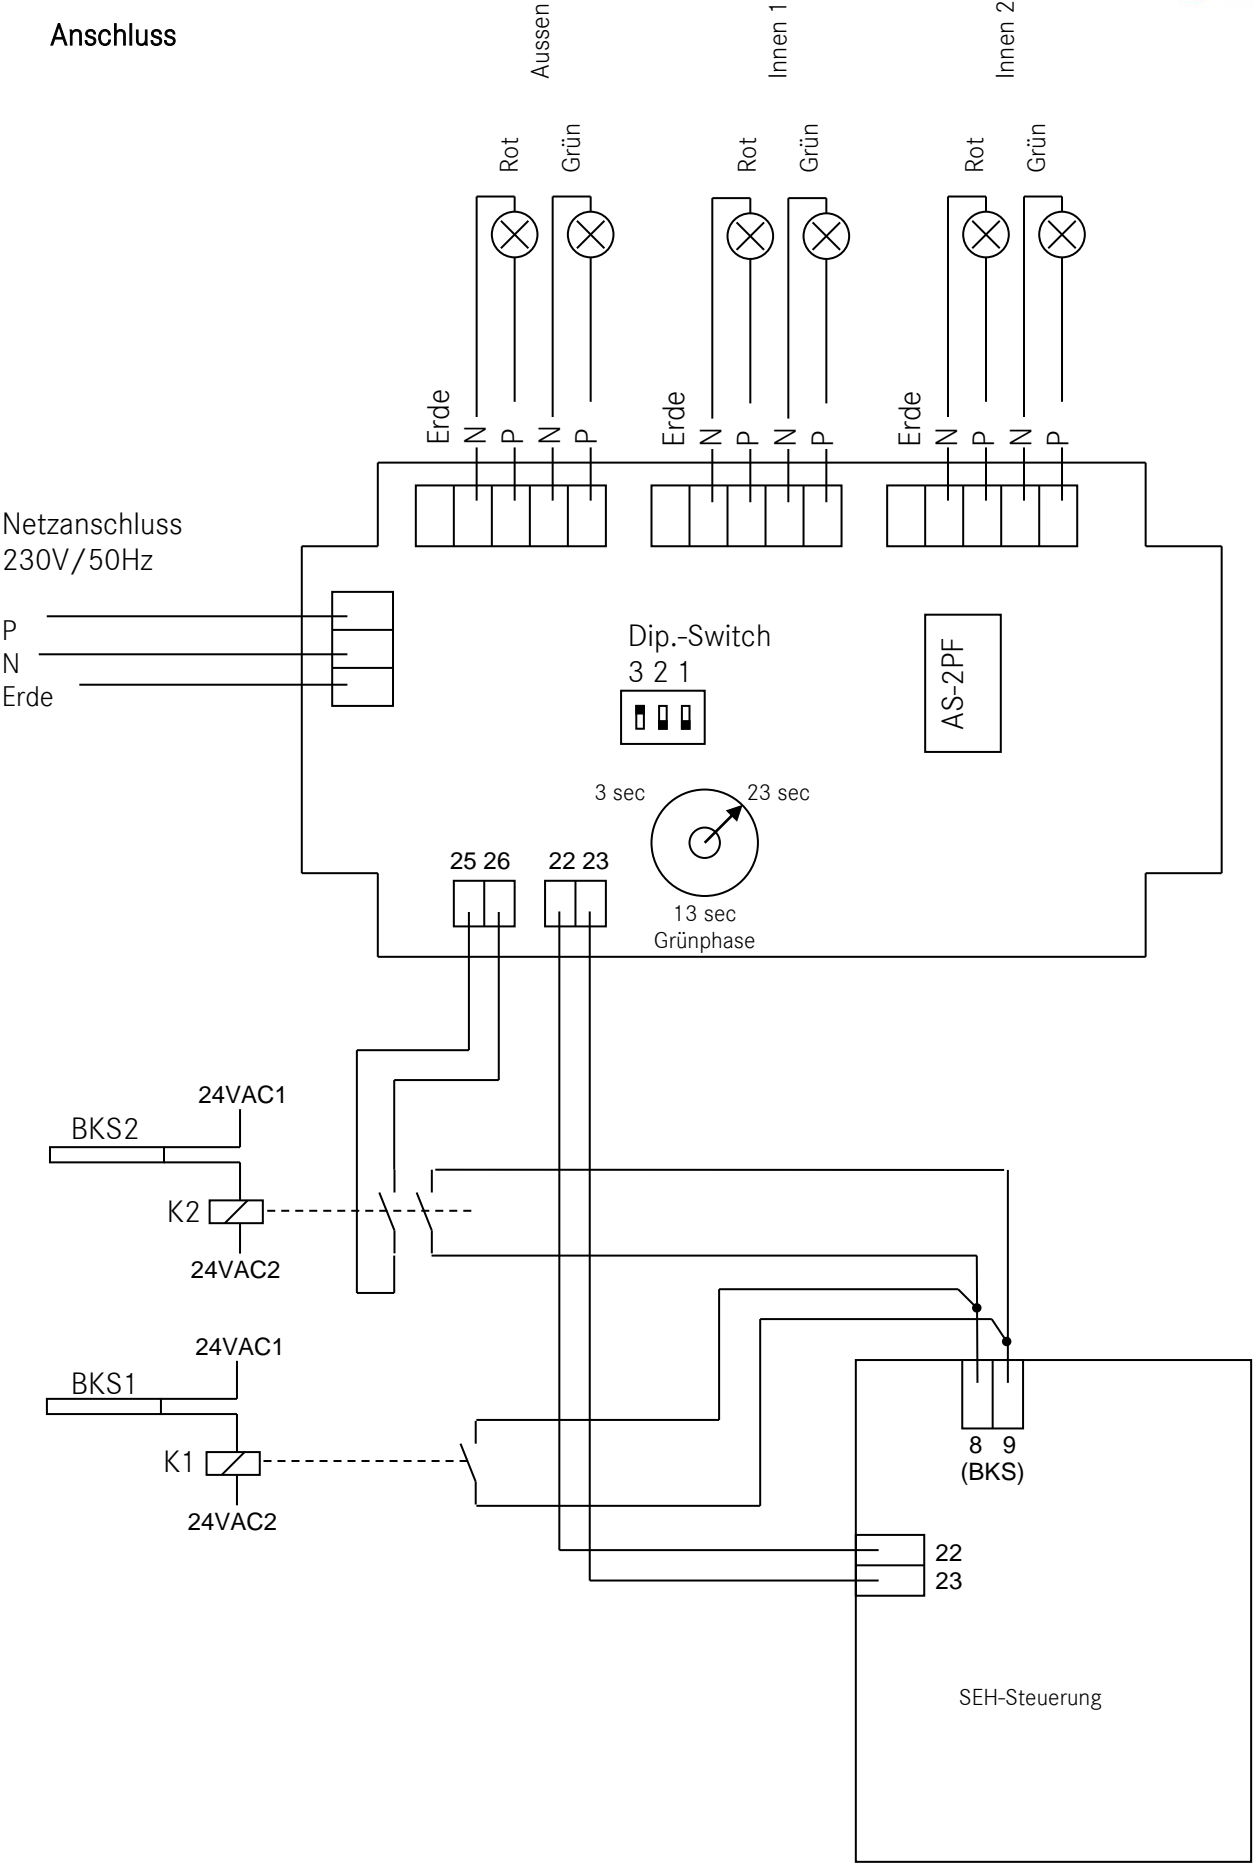 Anschluss
Aussen
Innen 1
Innen 2
Rot
Grün
Rot
Grün
Rot
Grün
Erde
N
P
N
P
Erde
N
P
N
P
Erde
N
P
N
P
Netzanschluss
230V/50Hz
P
N
Erde
Dip.-Switch
3 2 1
AS-2PF
3 sec
23 sec
13 sec
Grünphase
25 26
22 23
24VAC1
BKS2
K2
24VAC2
24VAC1
BKS1
K1
24VAC2
8 9
(BKS)
22
23
SEH-Steuerung